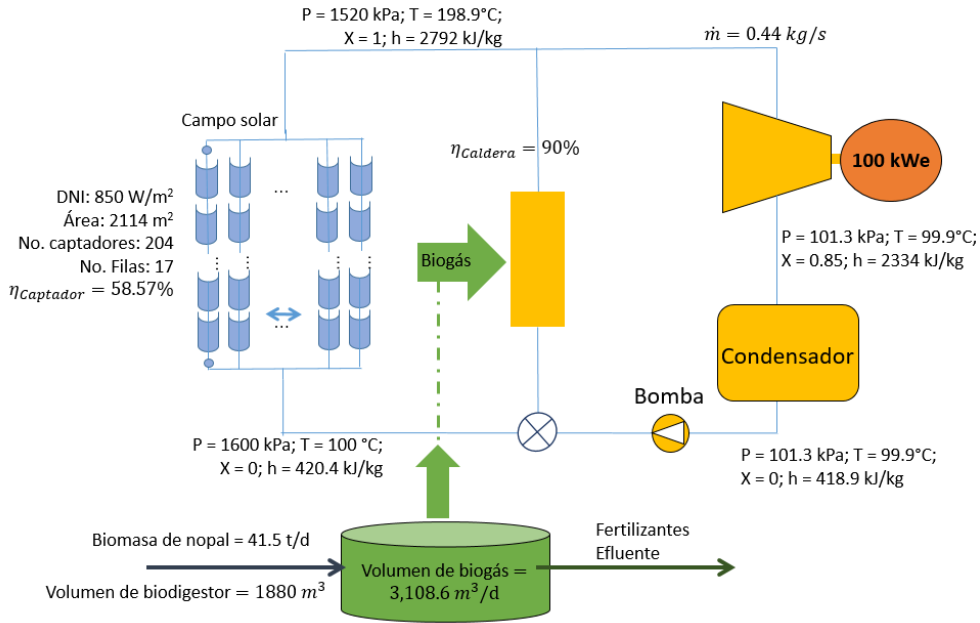 P = 1520 kPa; T = 198.9°C;
X = 1; h = 2792 kJ/kg
ṁ = 0.44 kg/s
Campo solar
η_Caldera = 90%
100 kWe
DNI: 850 W/m²
Área: 2114 m²
No. captadores: 204
No. Filas: 17
η_Captador = 58.57%
...
...
...
...
Biogás
P = 101.3 kPa; T = 99.9°C;
X = 0.85; h = 2334 kJ/kg
Condensador
Bomba
P = 1600 kPa; T = 100 °C;
X = 0; h = 420.4 kJ/kg
P = 101.3 kPa; T = 99.9°C;
X = 0; h = 418.9 kJ/kg
Biomasa de nopal = 41.5 t/d
Volumen de biodigestor = 1880 m³
Volumen de biogás =
3,108.6 m³/d
Fertilizantes
Efluente